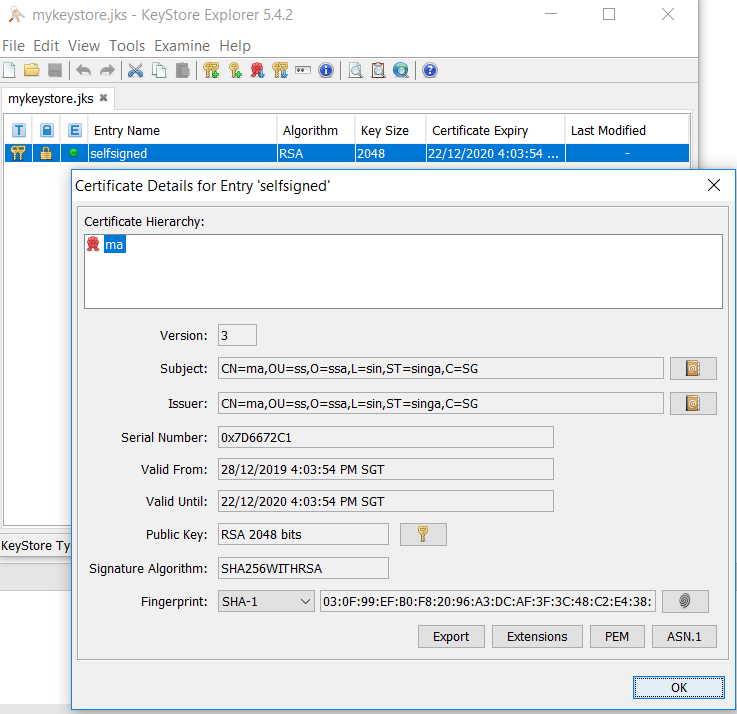 mykeystore.jks - KeyStore Explorer 5.4.2
File Edit View Tools Examine Help
mykeystore.jks
T E Entry Name Algorithm Key Size Certificate Expiry Last Modified
selfsigned RSA 2048 22/12/2020 4:03:54 ... -
Certificate Details for Entry 'selfsigned'
Certificate Hierarchy:
ma
Version: 3
Subject: CN=ma,OU=ss,O=ssa,L=sin,ST=singa,C=SG
Issuer: CN=ma,OU=ss,O=ssa,L=sin,ST=singa,C=SG
Serial Number: 0x7D6672C1
Valid From: 28/12/2019 4:03:54 PM SGT
Valid Until: 22/12/2020 4:03:54 PM SGT
KeyStore Ty
Public Key: RSA 2048 bits
Signature Algorithm: SHA256WITHRSA
Fingerprint: SHA-1 03:0F:99:EF:B0:F8:20:96:A3:DC:AF:3F:3C:48:C2:E4:38:
Export Extensions PEM ASN.1
OK